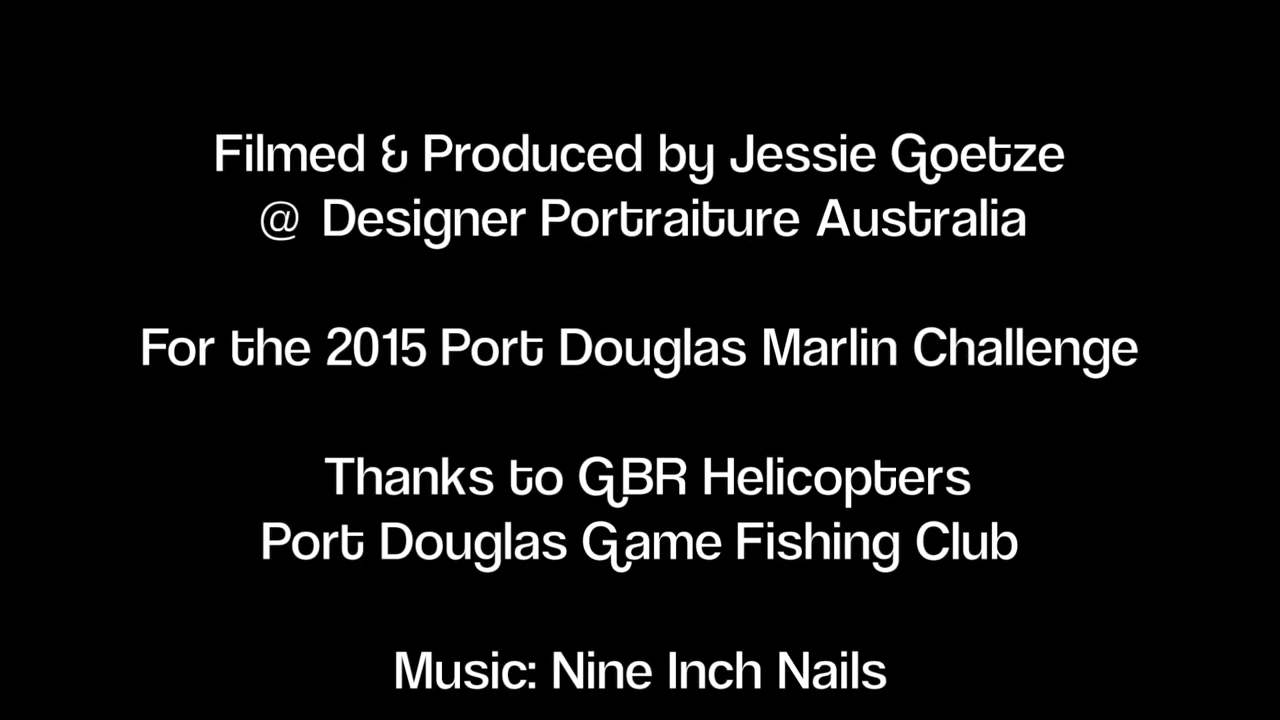 Filmed & Produced by Jessie Goetze
@ Designer Portraiture Australia
For the 2015 Port Douglas Marlin Challenge
Thanks to GBR Helicopters
Port Douglas Game Fishing Club
Music: Nine Inch Nails